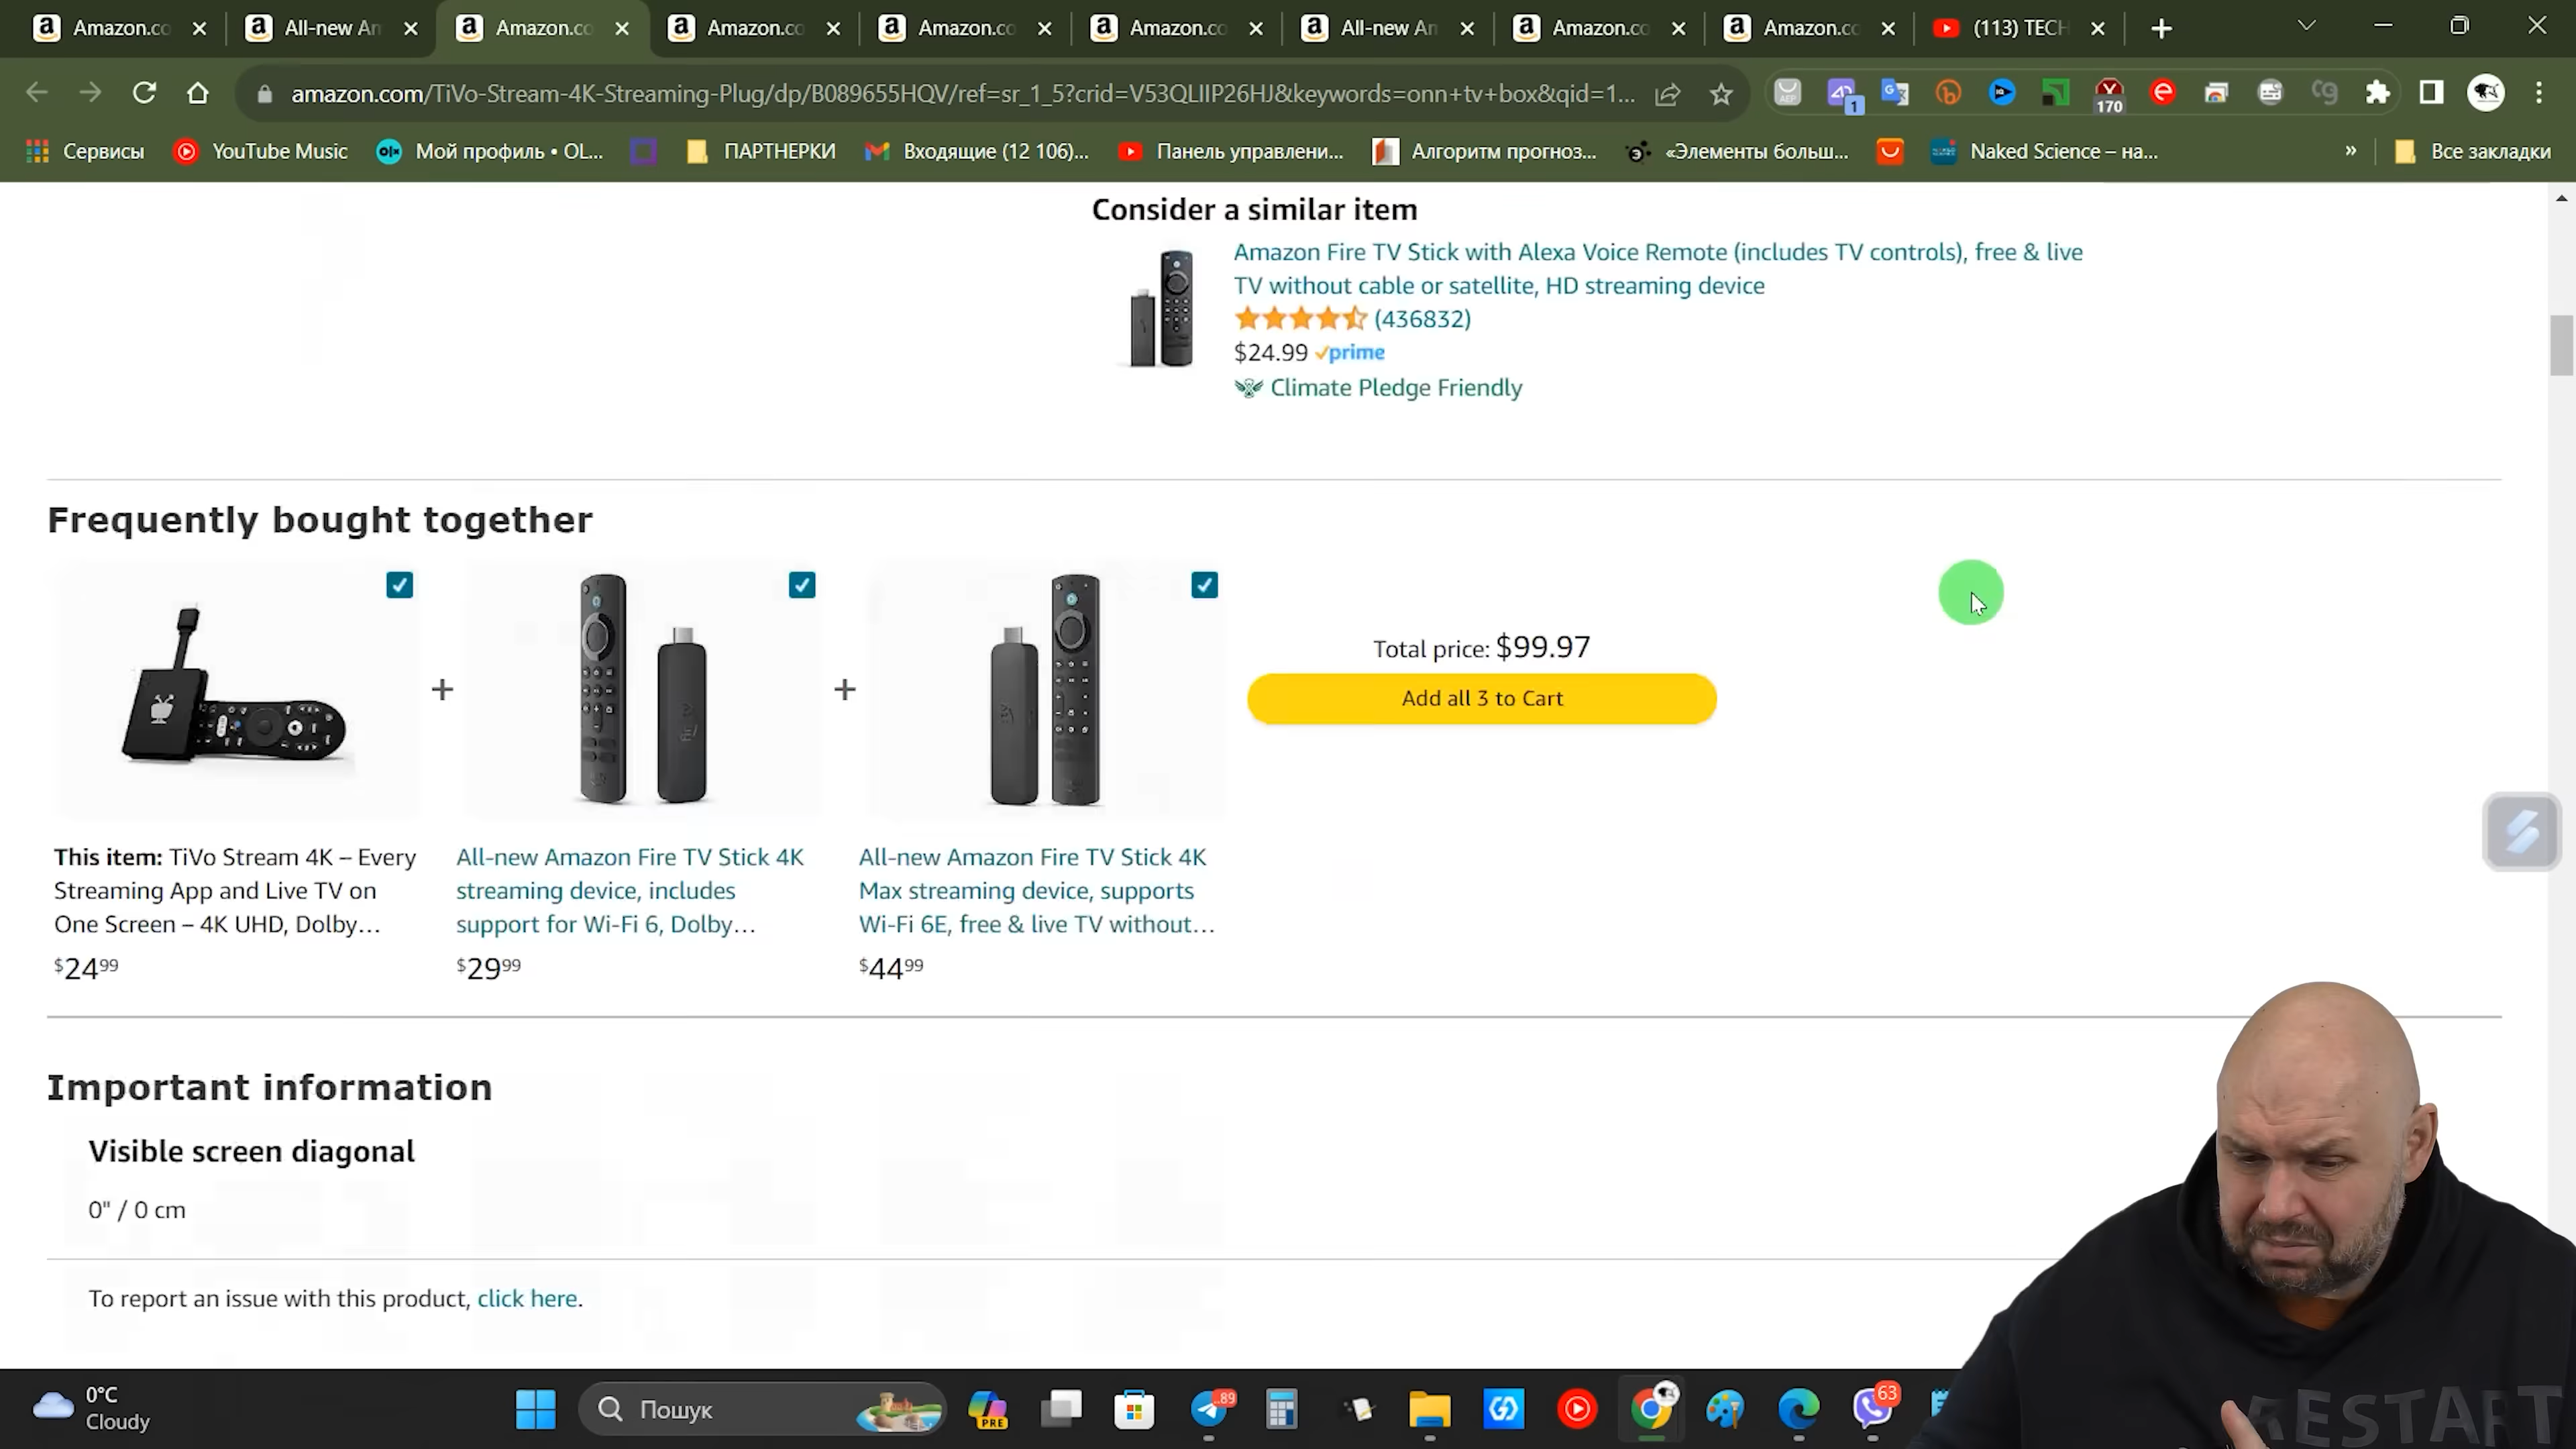 Amazon.co
All-new An
Amazon.co
Amazon.co
Amazon.co
Amazon.co
All-new An
Amazon.co
Amazon.co
(113) TECH
amazon.com/TiVo-Stream-4K-Streaming-Plug/dp/B089655HQV/ref=sr_1_5?crid=V53QLIIP26HJ&keywords=onn+tv+box&qid=1...
1
170
Сервисы
YouTube Music
Мой профиль • OL...
ПАРТНЕРКИ
Входящие (12 106)...
Панель управлени...
Алгоритм прогноз...
«Элементы больш...
Naked Science – на...
»
Все закладки
Consider a similar item
Amazon Fire TV Stick with Alexa Voice Remote (includes TV controls), free & live
TV without cable or satellite, HD streaming device
(436832)
$24.99 prime
Climate Pledge Friendly
Frequently bought together
+
+
Total price: $99.97
Add all 3 to Cart
This item: TiVo Stream 4K – Every
Streaming App and Live TV on
One Screen – 4K UHD, Dolby...
$24.99
All-new Amazon Fire TV Stick 4K
streaming device, includes
support for Wi-Fi 6, Dolby...
$29.99
All-new Amazon Fire TV Stick 4K
Max streaming device, supports
Wi-Fi 6E, free & live TV without...
$44.99
Important information
Visible screen diagonal
0" / 0 cm
To report an issue with this product, click here.
0°C
Cloudy
Пошук
PRE
89
63
RESTART